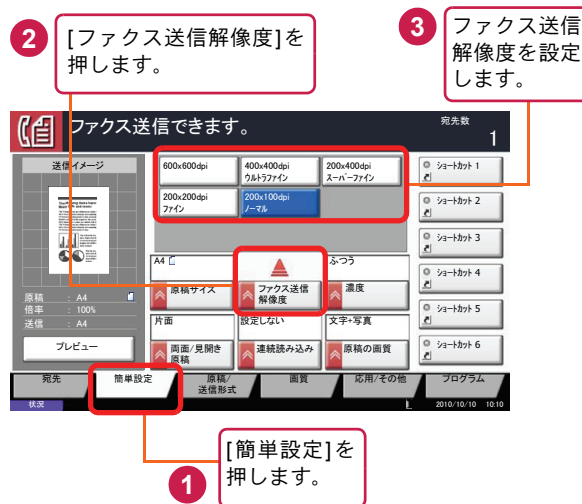 2
[ファクス送信解像度]を
押します。
3
ファクス送信
解像度を設定
します。
ファクス送信できます。
宛先数
1
送信イメージ
600x600dpi
400x400dpi
ウルトラファイン
200x400dpi
スーパーファイン
200x200dpi
ファイン
200x100dpi
ノーマル
ショートカット 1
ショートカット 2
ショートカット 3
ショートカット 4
ショートカット 5
ショートカット 6
原稿 : A4
倍率 : 100%
送信 : A4
プレビュー
A4
原稿サイズ
ファクス送信
解像度
ふつう
濃度
片面
両面/見開き
原稿
設定しない
連続読み込み
文字+写真
原稿の画質
宛先
簡単設定
原稿/
送信形式
画質
応用/その他
プログラム
状況
2010/10/10 10:10
1
[簡単設定]を
押します。